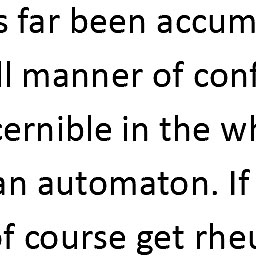 s far been accum
ll manner of conf
cernible in the wh
an automaton. If
of course get rheu